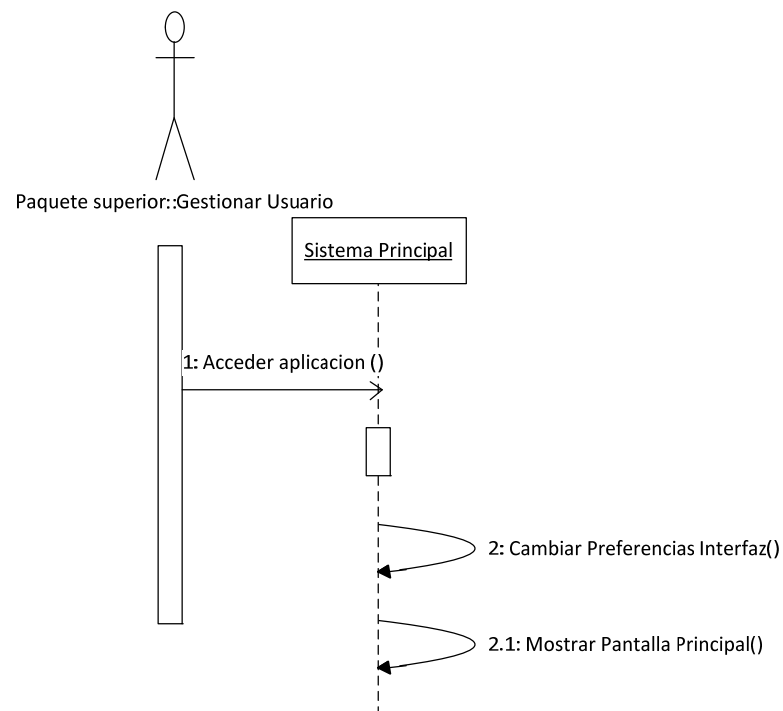 Paquete superior::Gestionar Usuario
Sistema Principal
1: Acceder aplicacion ()
2: Cambiar Preferencias Interfaz()
2.1: Mostrar Pantalla Principal()